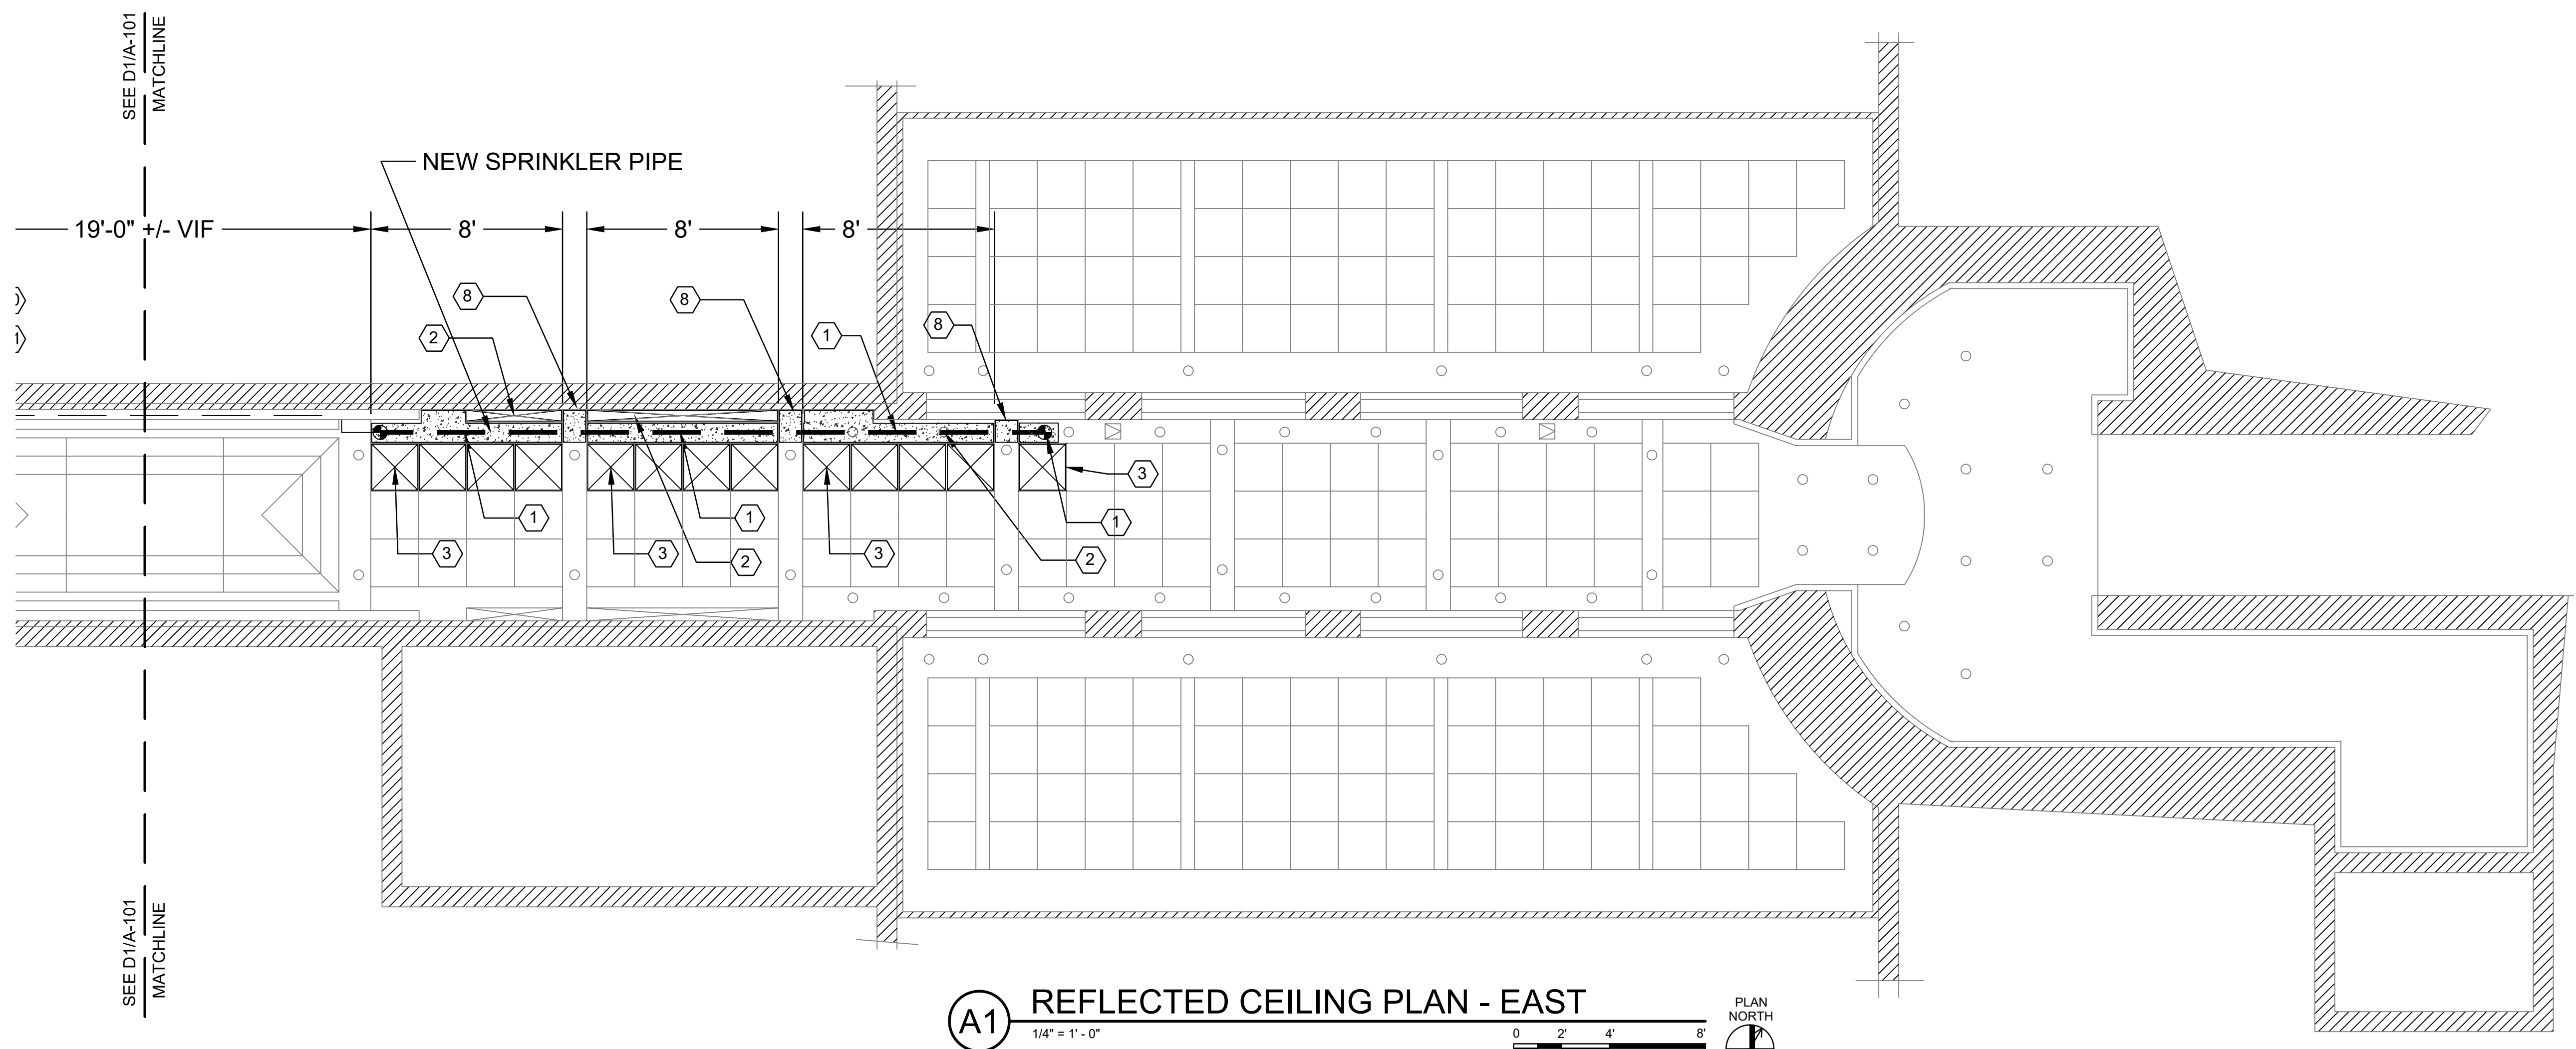 SEE D1/A-101
MATCHLINE
NEW SPRINKLER PIPE
19'-0" +/- VIF
8'
8'
8'
8
8
2
1
8
3
1
1
1
3
3
2
3
2
SEE D1/A-101
MATCHLINE
A1
REFLECTED CEILING PLAN - EAST
1/4" = 1' - 0"
0 2' 4' 8'
PLAN
NORTH